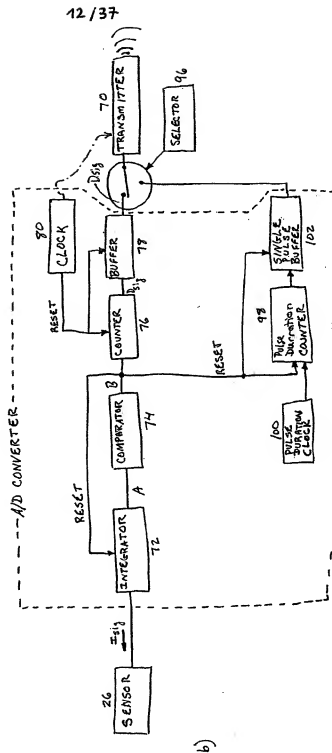 12/37
A/D CONVERTER
SENSOR
26
Isig
INTEGRATOR
72
RESET
A
COMPARATOR
74
B
COUNTER
76
RESET
Dsig
BUFFER
78
CLOCK
80
Dsig
TRANSMITTER
70
SELECTOR
96
RESET
PULSE
DURATION
CLOCK
100
Pulse
Durration
COUNTER
98
SINGLE
PULSE
BUFFER
102
b)